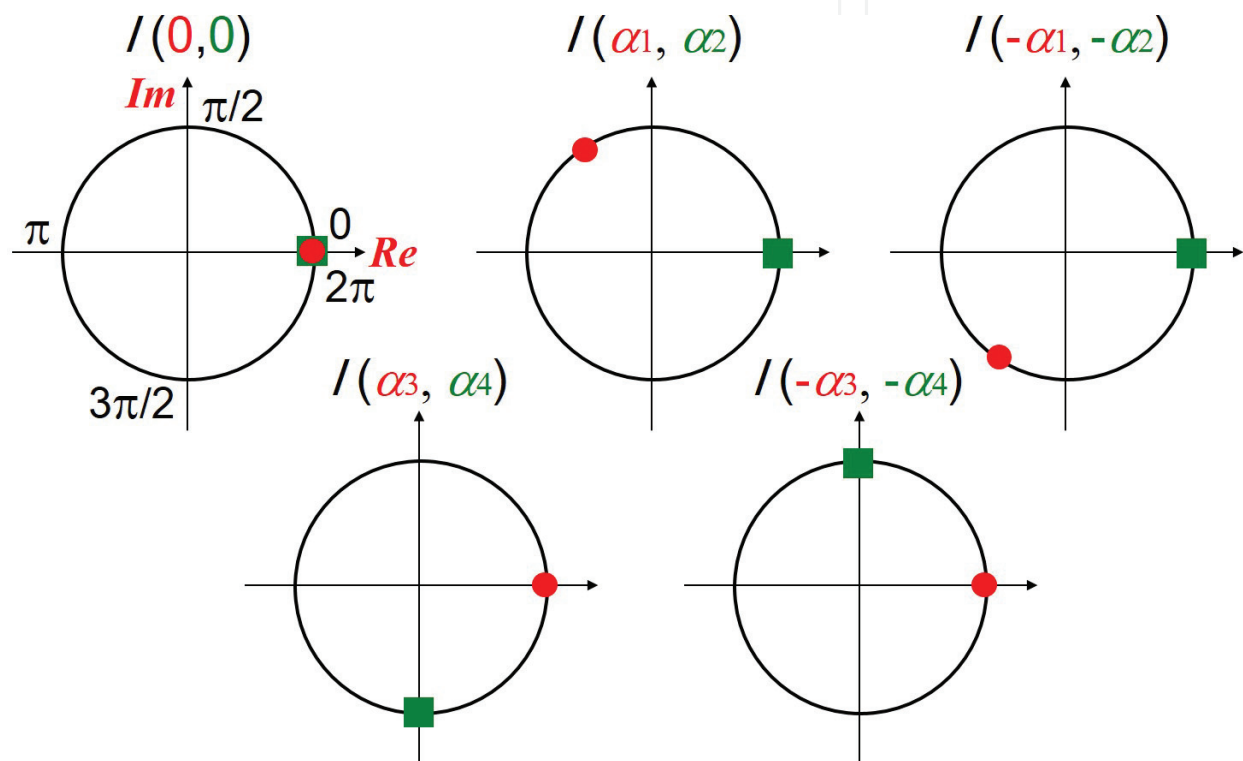 I(0,0)
I(α1, α2)
I(-α1, -α2)
Im
π/2
π
0
Re
2π
3π/2
I(α3, α4)
I(-α3, -α4)